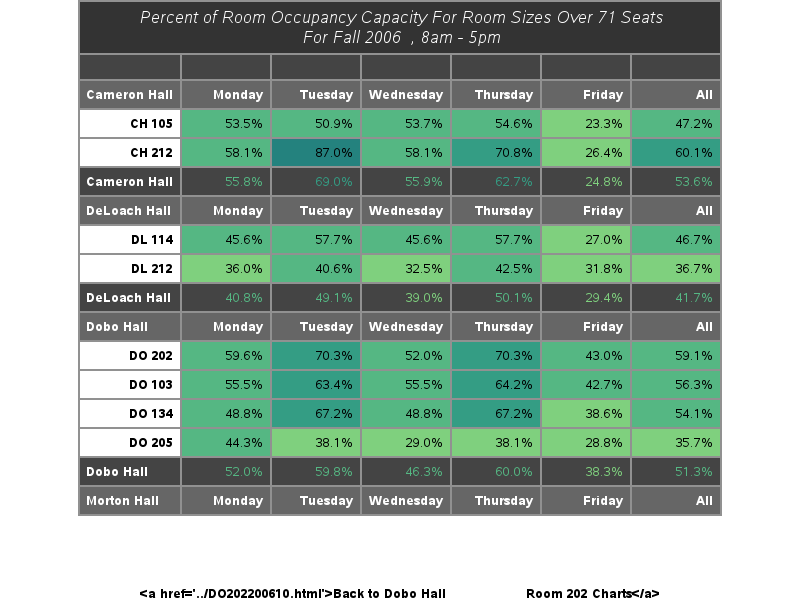 Percent of Room Occupancy Capacity For Room Sizes Over 71 Seats
For Fall 2006 , 8am - 5pm
Cameron Hall Monday Tuesday Wednesday Thursday Friday All
CH 105 53.5% 50.9% 53.7% 54.6% 23.3% 47.2%
CH 212 58.1% 87.0% 58.1% 70.8% 26.4% 60.1%
Cameron Hall 55.8% 69.0% 55.9% 62.7% 24.8% 53.6%
DeLoach Hall Monday Tuesday Wednesday Thursday Friday All
DL 114 45.6% 57.7% 45.6% 57.7% 27.0% 46.7%
DL 212 36.0% 40.6% 32.5% 42.5% 31.8% 36.7%
DeLoach Hall 40.8% 49.1% 39.0% 50.1% 29.4% 41.7%
Dobo Hall Monday Tuesday Wednesday Thursday Friday All
DO 202 59.6% 70.3% 52.0% 70.3% 43.0% 59.1%
DO 103 55.5% 63.4% 55.5% 64.2% 42.7% 56.3%
DO 134 48.8% 67.2% 48.8% 67.2% 38.6% 54.1%
DO 205 44.3% 38.1% 29.0% 38.1% 28.8% 35.7%
Dobo Hall 52.0% 59.8% 46.3% 60.0% 38.3% 51.3%
Morton Hall Monday Tuesday Wednesday Thursday Friday All
<a href='../DO202200610.html'>Back to Dobo Hall Room 202 Charts</a>